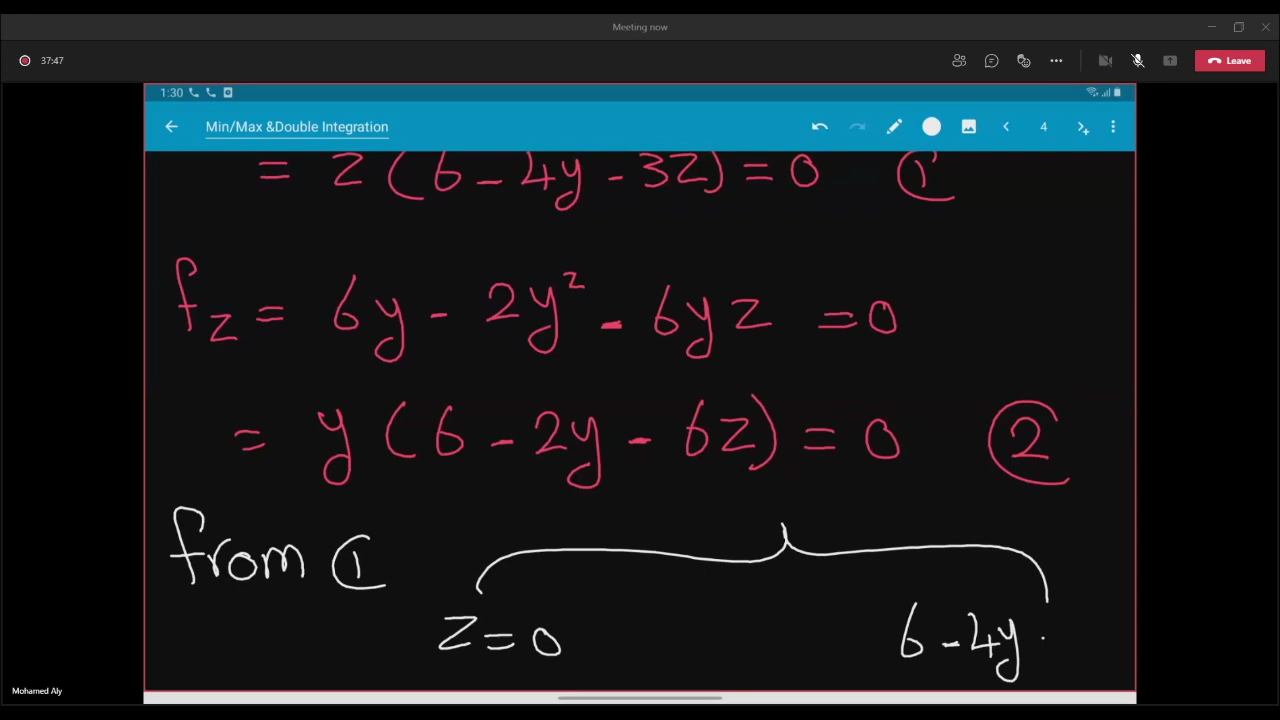 Meeting now
37:47
Leave
1:30
Min/Max &Double Integration
4
= z(6 - 4y - 3z) = 0 ①
f_z = 6y - 2y² - 6yz = 0
= y(6 - 2y - 6z) = 0 ②
from ①
z = 0 6 - 4y
Mohamed Aly